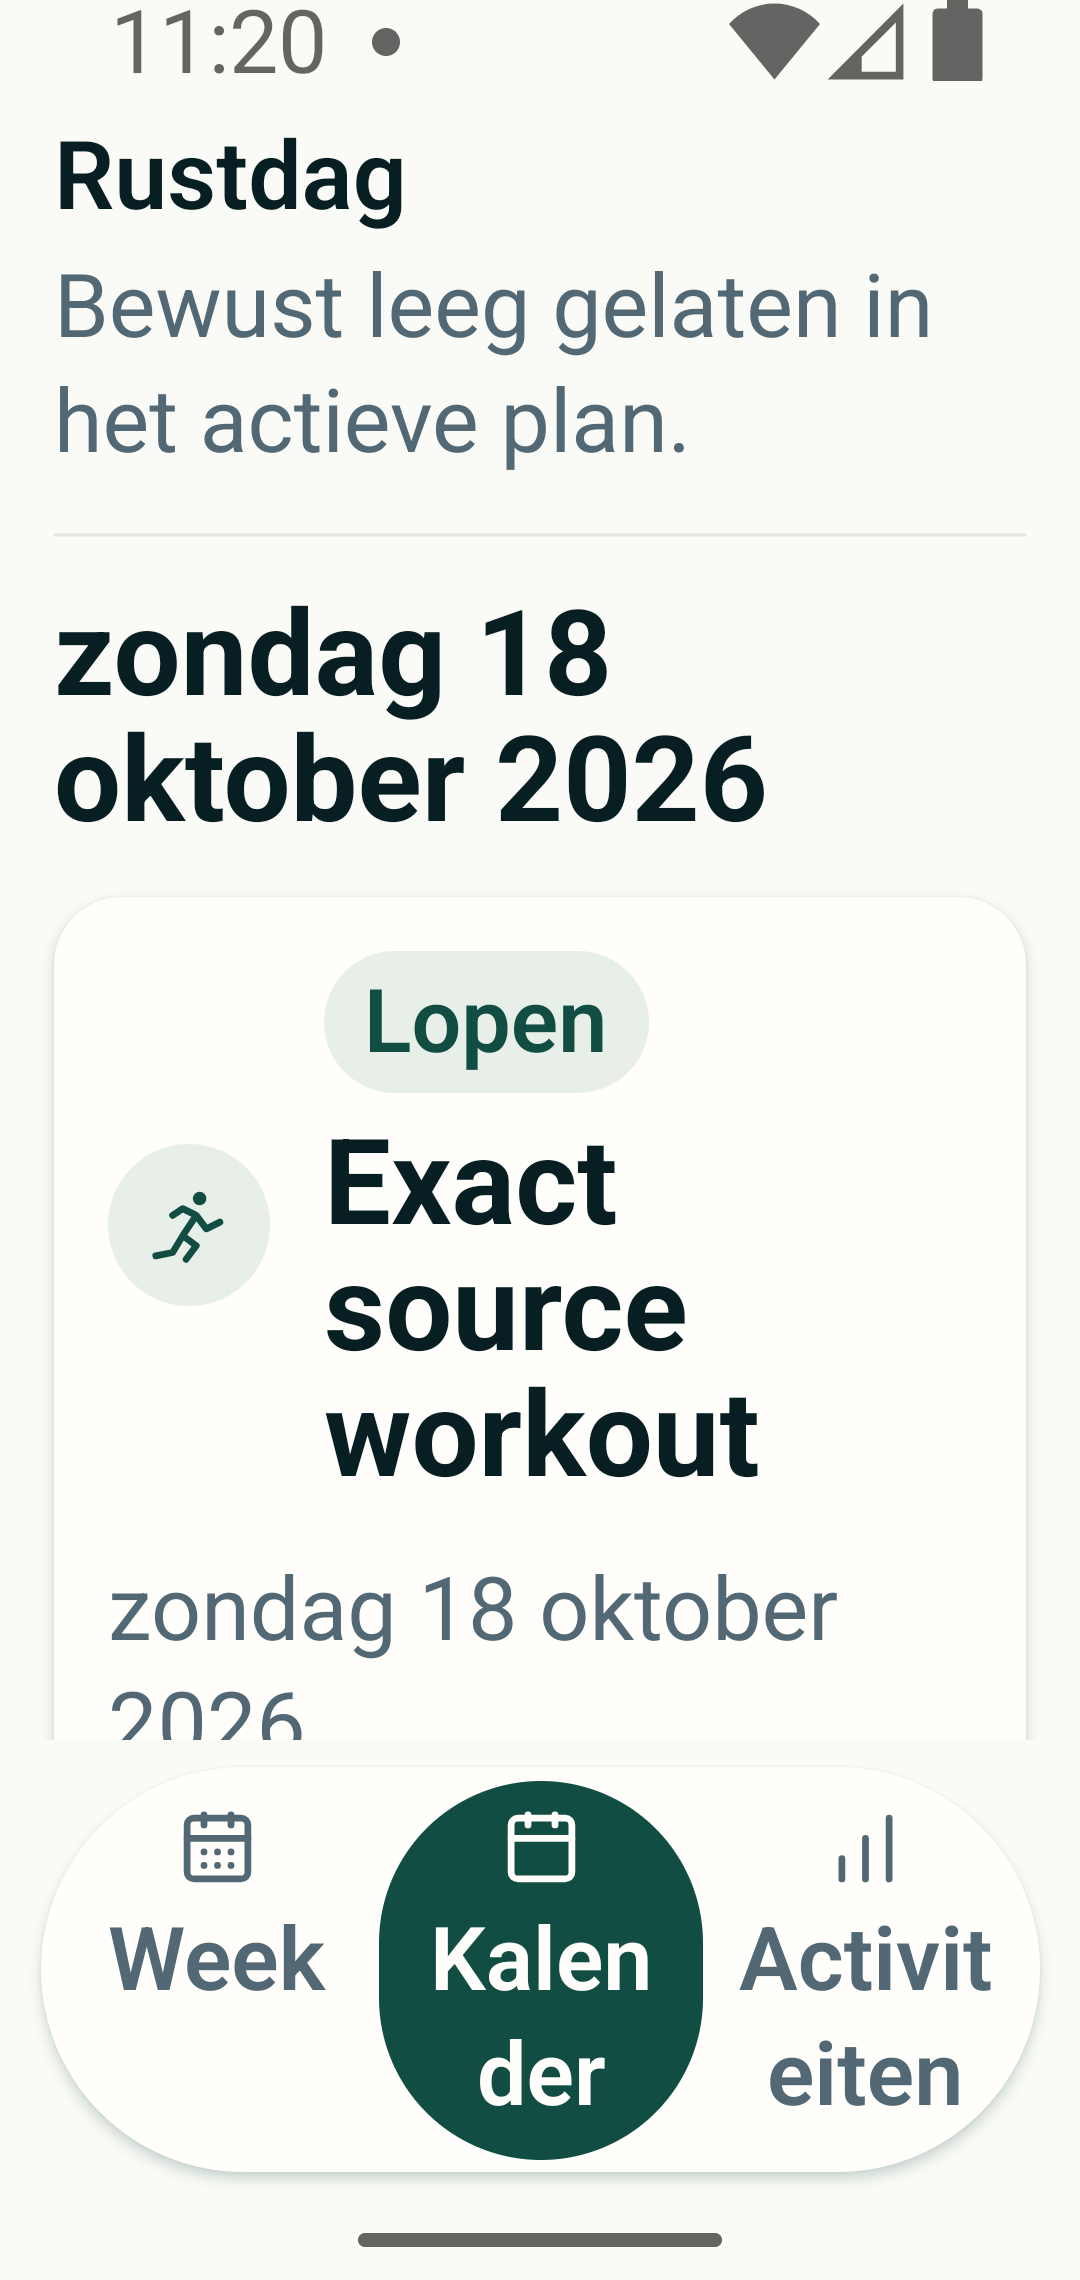 11:20
Rustdag
Bewust leeg gelaten in
het actieve plan.
zondag 18
oktober 2026
Lopen
Exact
source
workout
zondag 18 oktober
2026
Week
Kalen
der
Activit
eiten